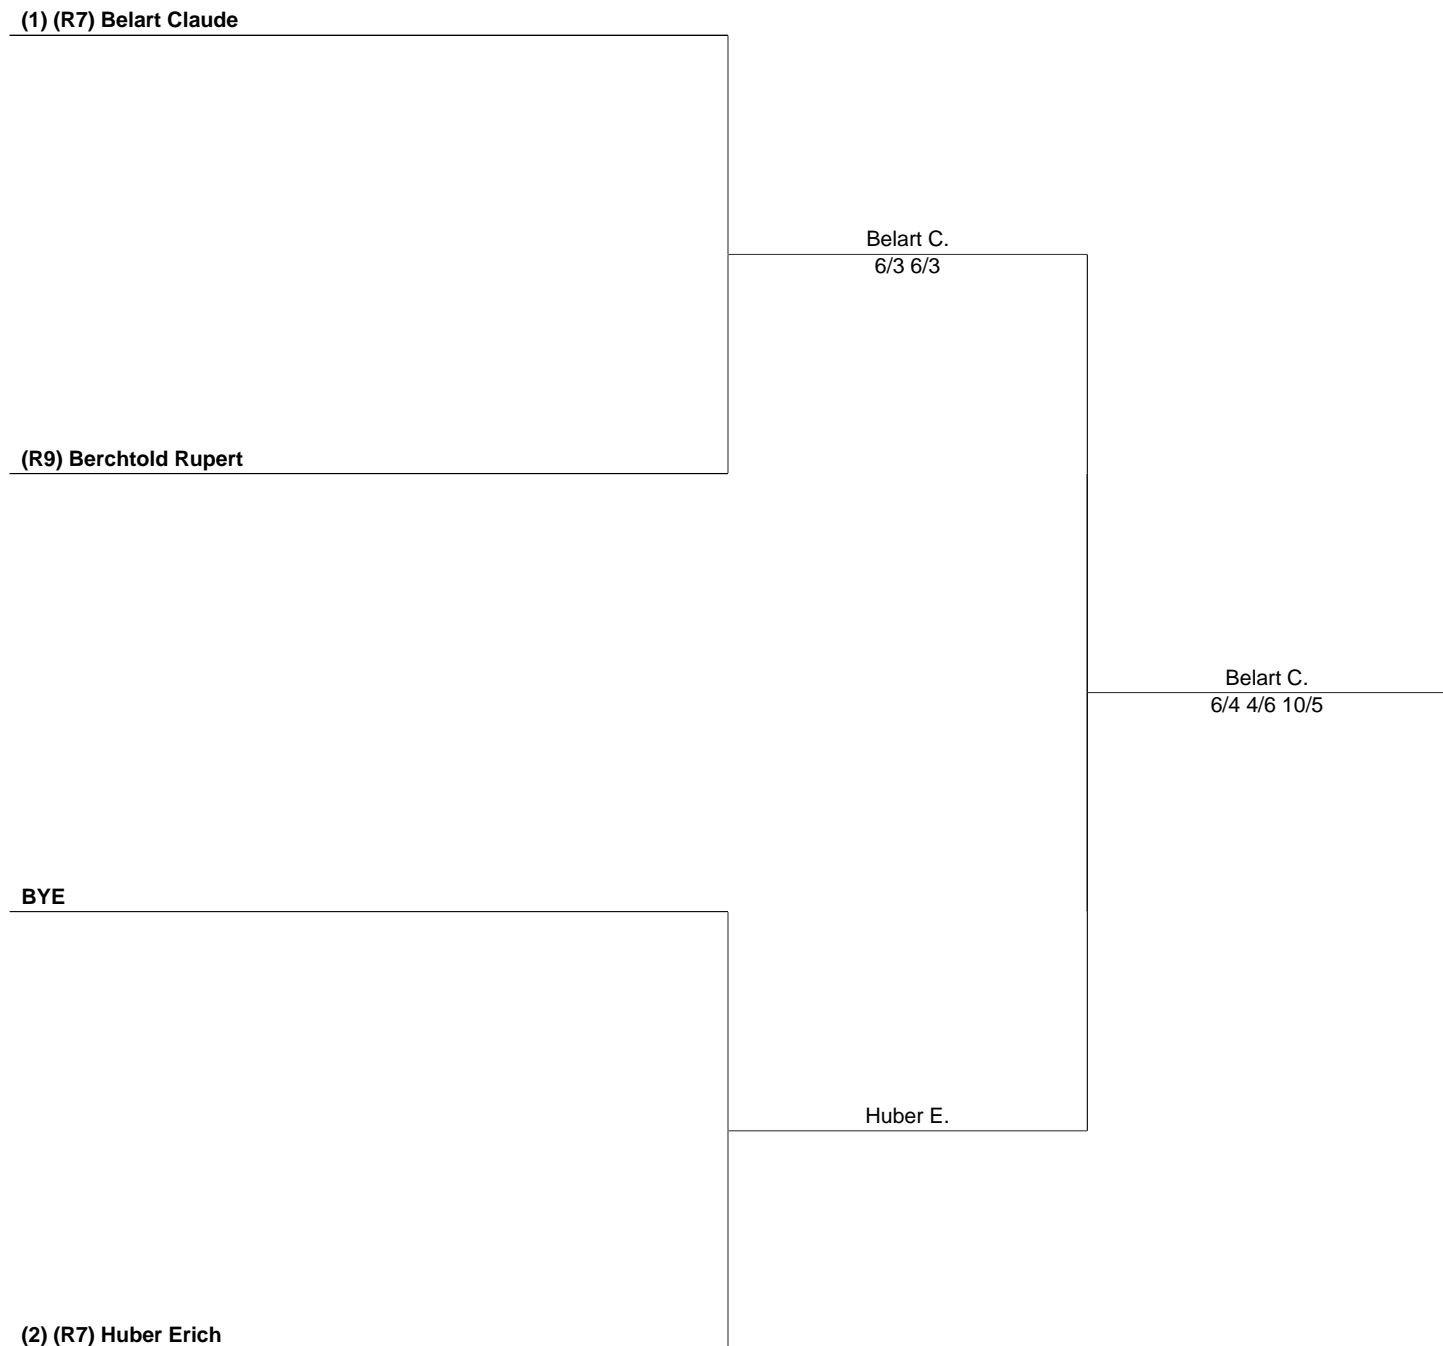 (1) (R7) Belart Claude
Belart C.
6/3 6/3
(R9) Berchtold Rupert
Belart C.
6/4 4/6 10/5
BYE
Huber E.
(2) (R7) Huber Erich